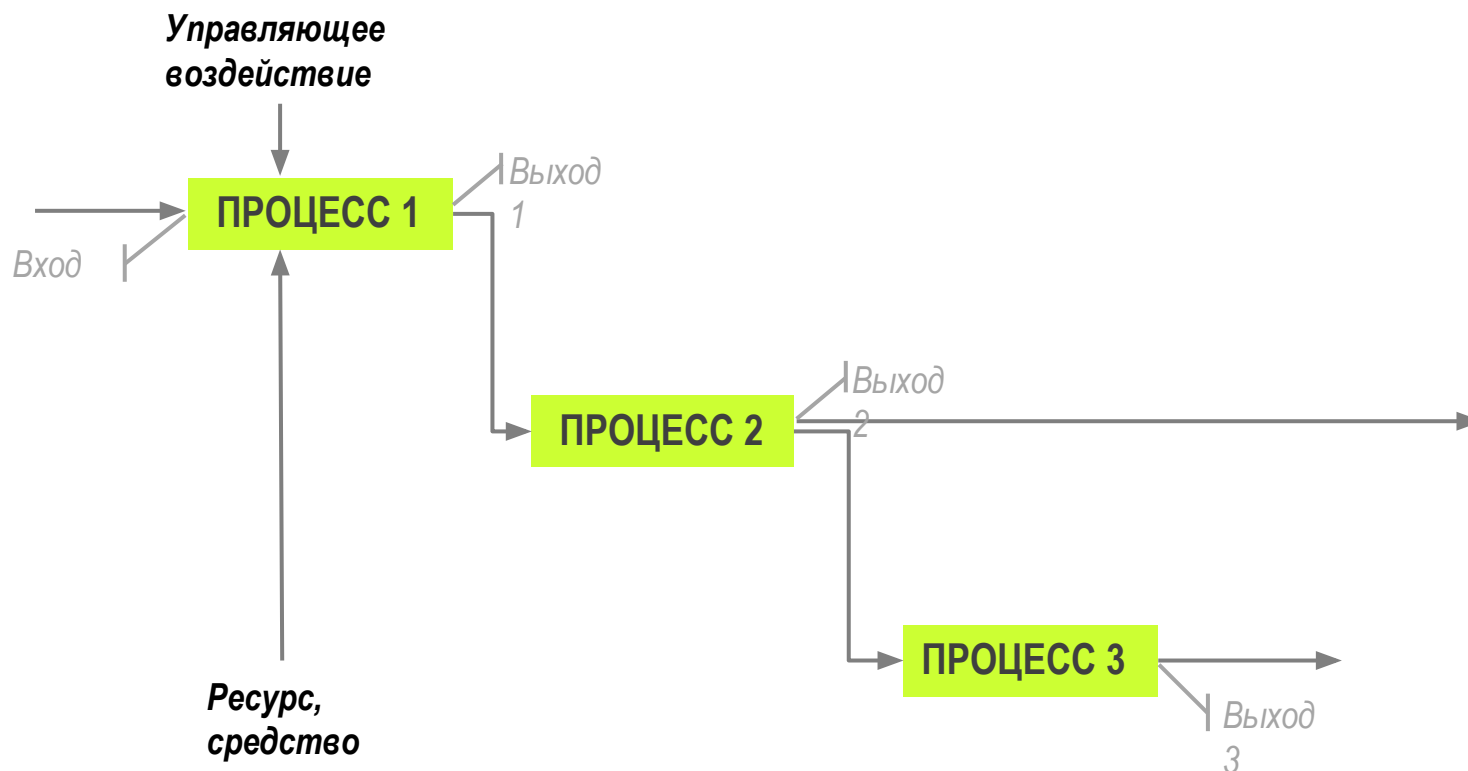 Управляющее
воздействие
Выход
1
ПРОЦЕСС 1
Вход
Выход
2
ПРОЦЕСС 2
ПРОЦЕСС 3
Ресурс,
средство
Выход
3